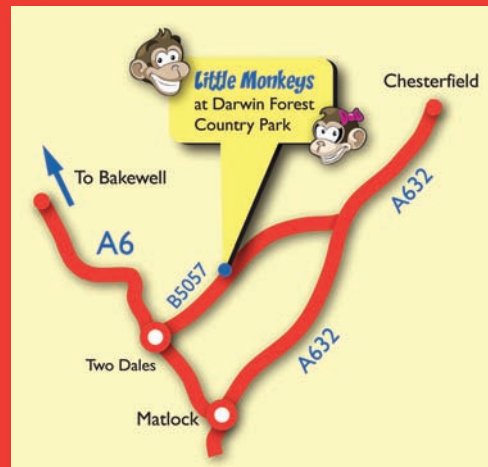 Little Monkeys
at Darwin Forest
Country Park
Chesterfield
To Bakewell
A6
A632
B5057
A632
Two Dales
Matlock